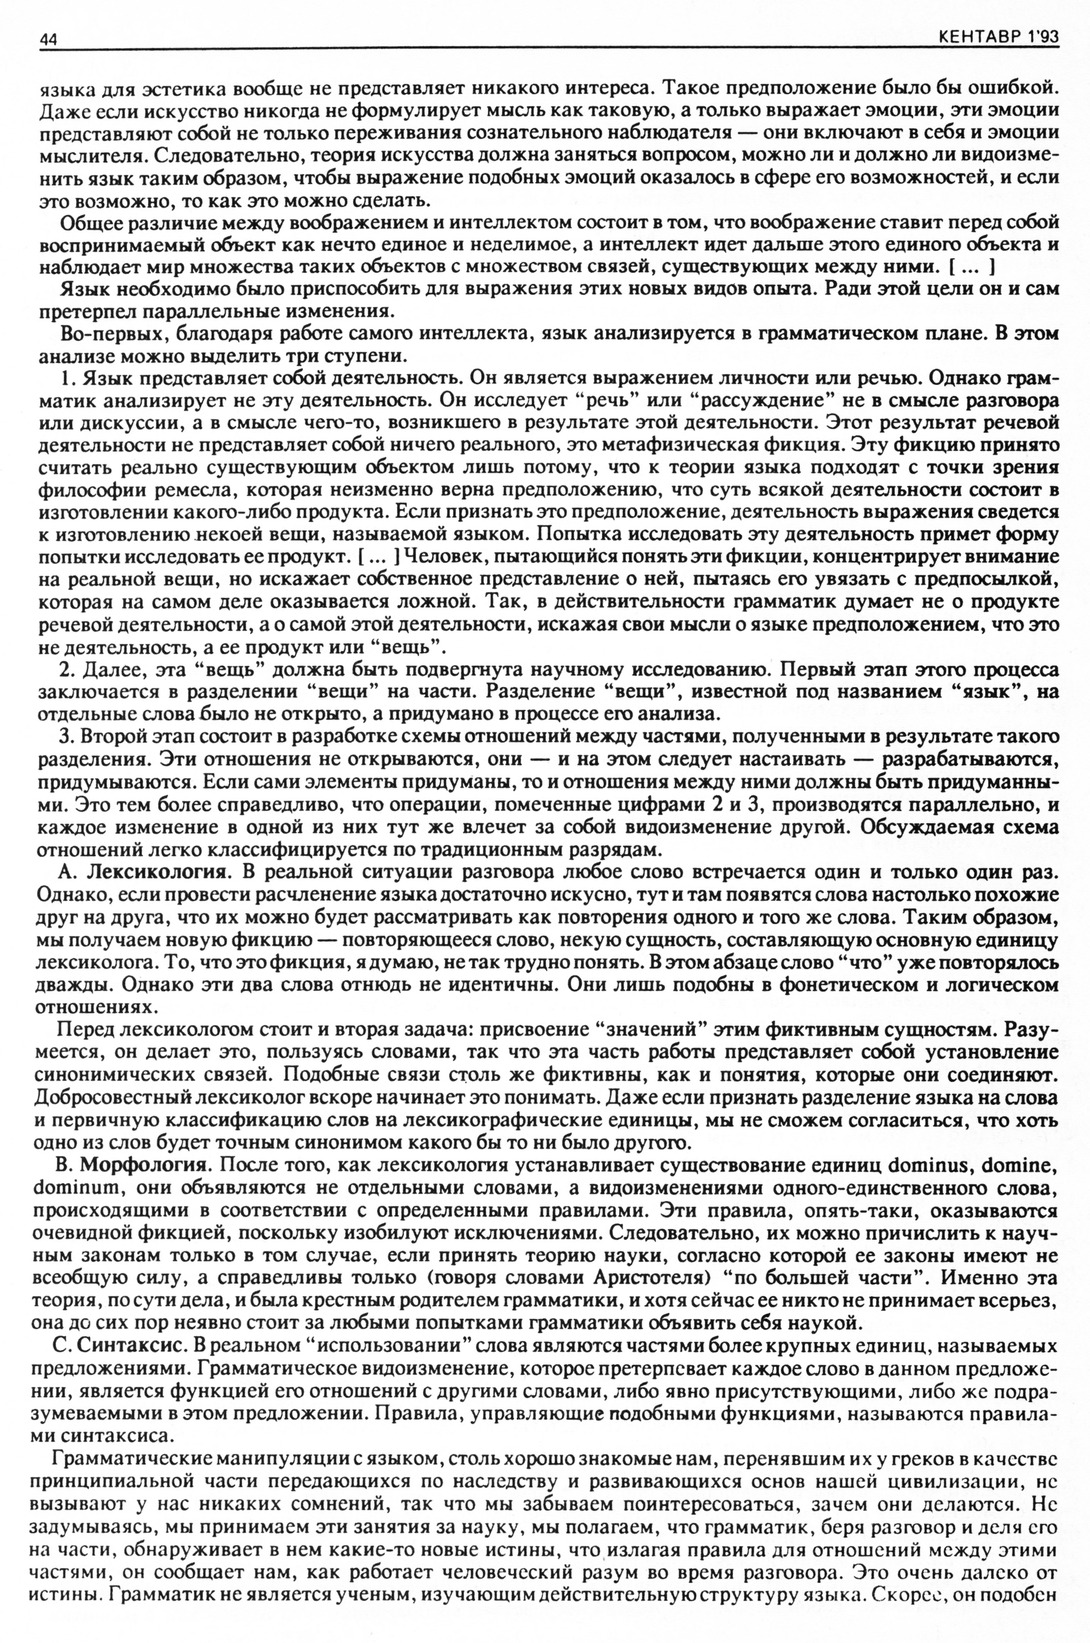 44
КЕНТАВР 1'93
языка для эстетика вообще не представляет никакого интереса. Такое предположение было бы ошибкой.
Даже если искусство никогда не формулирует мысль как таковую, а только выражает эмоции, эти эмоции
представляют собой не только переживания сознательного наблюдателя — они включают в себя и эмоции
мыслителя. Следовательно, теория искусства должна заняться вопросом, можно ли и должно ли видоизме-
нить язык таким образом, чтобы выражение подобных эмоций оказалось в сфере его возможностей, и если
это возможно, то как это можно сделать.
Общее различие между воображением и интеллектом состоит в том, что воображение ставит перед собой
воспринимаемый объект как нечто единое и неделимое, а интеллект идет дальше этого единого объекта и
наблюдает мир множества таких объектов с множеством связей, существующих между ними. [ ... ]
Язык необходимо было приспособить для выражения этих новых видов опыта. Ради этой цели он и сам
претерпел параллельные изменения.
Во-первых, благодаря работе самого интеллекта, язык анализируется в грамматическом плане. В этом
анализе можно выделить три ступени.
1. Язык представляет собой деятельность. Он является выражением личности или речью. Однако грам-
матик анализирует не эту деятельность. Он исследует “речь” или “рассуждение” не в смысле разговора
или дискуссии, а в смысле чего-то, возникшего в результате этой деятельности. Этот результат речевой
деятельности не представляет собой ничего реального, это метафизическая фикция. Эту фикцию принято
считать реально существующим объектом лишь потому, что к теории языка подходят с точки зрения
философии ремесла, которая неизменно верна предположению, что суть всякой деятельности состоит в
изготовлении какого-либо продукта. Если признать это предположение, деятельность выражения сведется
к изготовлению некоей вещи, называемой языком. Попытка исследовать эту деятельность примет форму
попытки исследовать ее продукт. [ ... ] Человек, пытающийся понять эти фикции, концентрирует внимание
на реальной вещи, но искажает собственное представление о ней, пытаясь его увязать с предпосылкой,
которая на самом деле оказывается ложной. Так, в действительности грамматик думает не о продукте
речевой деятельности, а о самой этой деятельности, искажая свои мысли о языке предположением, что это
не деятельность, а ее продукт или “вещь”.
2. Далее, эта “вещь” должна быть подвергнута научному исследованию. Первый этап этого процесса
заключается в разделении “вещи” на части. Разделение “вещи”, известной под названием “язык”, на
отдельные слова было не открыто, а придумано в процессе его анализа.
3. Второй этап состоит в разработке схемы отношений между частями, полученными в результате такого
разделения. Эти отношения не открываются, они — и на этом следует настаивать — разрабатываются,
придумываются. Если сами элементы придуманы, то и отношения между ними должны быть придуманны-
ми. Это тем более справедливо, что операции, помеченные цифрами 2 и 3, производятся параллельно, и
каждое изменение в одной из них тут же влечет за собой видоизменение другой. Обсуждаемая схема
отношений легко классифицируется по традиционным разрядам.
А. Лексикология. В реальной ситуации разговора любое слово встречается один и только один раз.
Однако, если провести расчленение языка достаточно искусно, тут и там появятся слова настолько похожие
друг на друга, что их можно будет рассматривать как повторения одного и того же слова. Таким образом,
мы получаем новую фикцию — повторяющееся слово, некую сущность, составляющую основную единицу
лексиколога. То, что это фикция, я думаю, не так трудно понять. В этом абзаце слово “что” уже повторялось
дважды. Однако эти два слова отнюдь не идентичны. Они лишь подобны в фонетическом и логическом
отношениях.
Перед лексикологом стоит и вторая задача: присвоение “значений” этим фиктивным сущностям. Разу-
меется, он делает это, пользуясь словами, так что эта часть работы представляет собой установление
синонимических связей. Подобные связи столь же фиктивны, как и понятия, которые они соединяют.
Добросовестный лексиколог вскоре начинает это понимать. Даже если признать разделение языка на слова
и первичную классификацию слов на лексикографические единицы, мы не сможем согласиться, что хоть
одно из слов будет точным синонимом какого бы то ни было другого.
В. Морфология. После того, как лексикология устанавливает существование единиц dominus, domine,
dominum, они объявляются не отдельными словами, а видоизменениями одного-единственного слова,
происходящими в соответствии с определенными правилами. Эти правила, опять-таки, оказываются
очевидной фикцией, поскольку изобилуют исключениями. Следовательно, их можно причислить к науч-
ным законам только в том случае, если принять теорию науки, согласно которой ее законы имеют не
всеобщую силу, а справедливы только (говоря словами Аристотеля) “по большей части”. Именно эта
теория, по сути дела, и была крестным родителем грамматики, и хотя сейчас ее никто не принимает всерьез,
она до сих пор неявно стоит за любыми попытками грамматики объявить себя наукой.
С. Синтаксис. В реальном “использовании” слова являются частями более крупных единиц, называемых
предложениями. Грамматическое видоизменение, которое претерпевает каждое слово в данном предложе-
нии, является функцией его отношений с другими словами, либо явно присутствующими, либо же подра-
зумеваемыми в этом предложении. Правила, управляющие подобными функциями, называются правила-
ми синтаксиса.
Грамматические манипуляции с языком, столь хорошо знакомые нам, перенявшим их у греков в качестве
принципиальной части передающихся по наследству и развивающихся основ нашей цивилизации, не
вызывают у нас никаких сомнений, так что мы забываем поинтересоваться, зачем они делаются. Не
задумываясь, мы принимаем эти занятия за науку, мы полагаем, что грамматик, беря разговор и деля его
на части, обнаруживает в нем какие-то новые истины, что излагая правила для отношений между этими
частями, он сообщает нам, как работает человеческий разум во время разговора. Это очень далеко от
истины. Грамматик не является ученым, изучающим действительную структуру языка. Скорее, он подобен